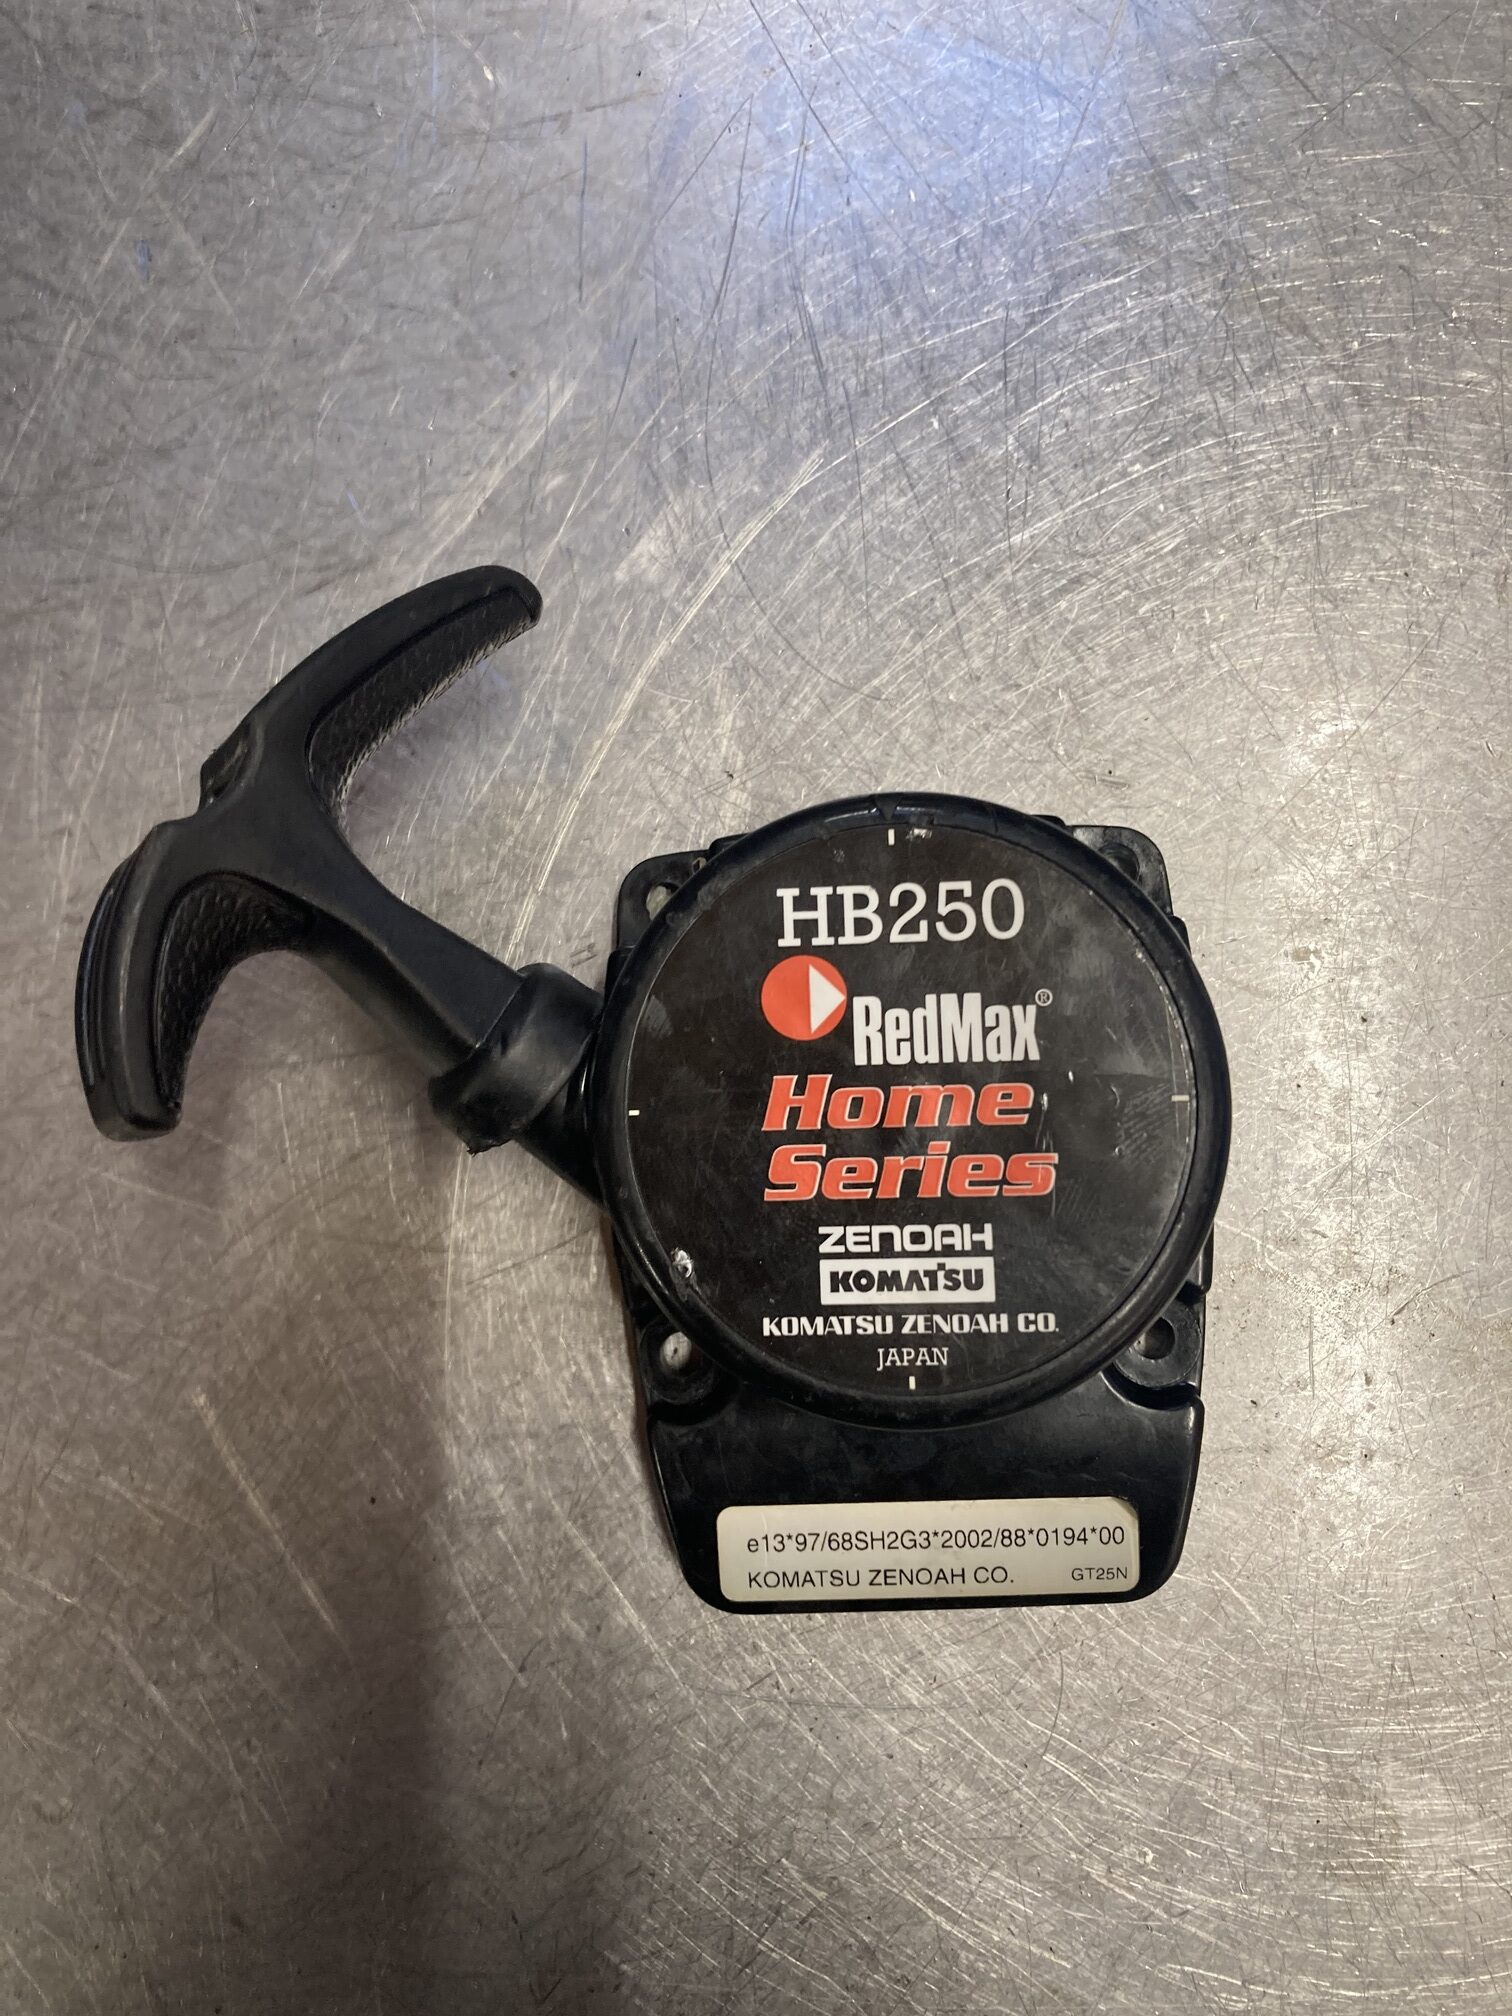 HB250
RedMax®
Home
Series
ZENOAH
KOMATSU
KOMATSU ZENOAH CO.
JAPAN
e13*97/68SH2G3*2002/88*0194*00
KOMATSU ZENOAH CO. GT25N